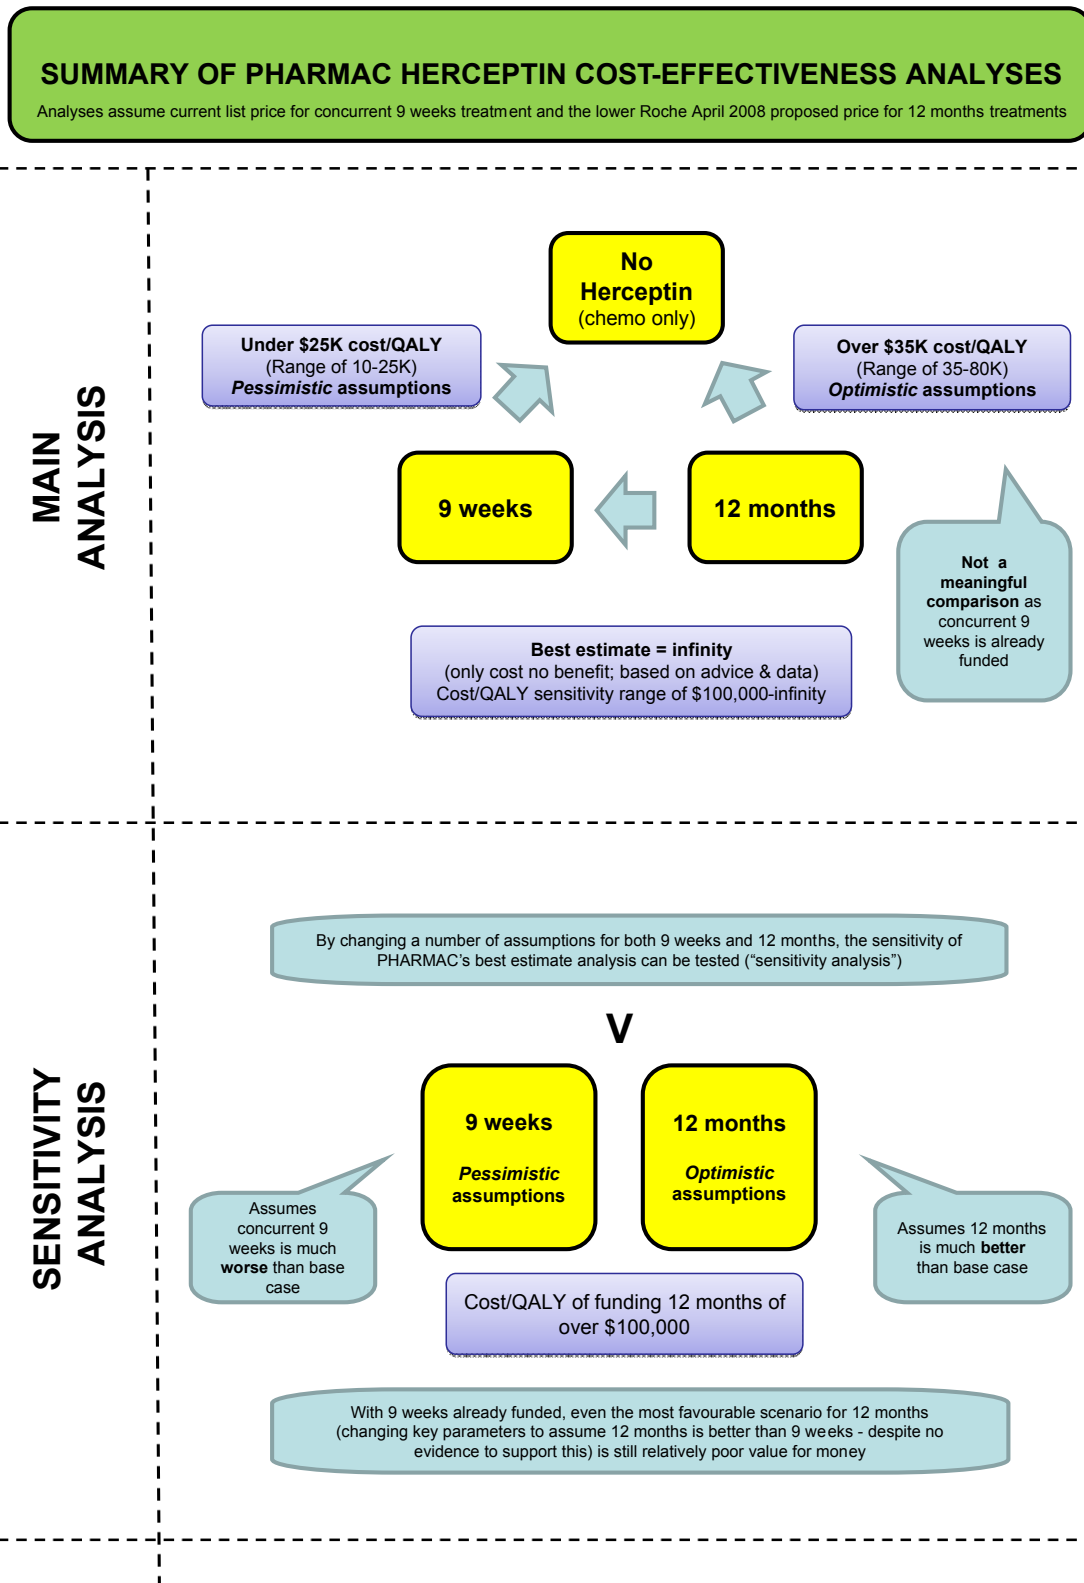 SUMMARY OF PHARMAC HERCEPTIN COST-EFFECTIVENESS ANALYSES
Analyses assume current list price for concurrent 9 weeks treatment and the lower Roche April 2008 proposed price for 12 months treatments
MAIN
ANALYSIS
No
Herceptin
(chemo only)
Under $25K cost/QALY
(Range of 10-25K)
Pessimistic assumptions
Over $35K cost/QALY
(Range of 35-80K)
Optimistic assumptions
9 weeks
12 months
Not a
meaningful
comparison as
concurrent 9
weeks is already
funded
Best estimate = infinity
(only cost no benefit; based on advice & data)
Cost/QALY sensitivity range of $100,000-infinity
SENSITIVITY
ANALYSIS
By changing a number of assumptions for both 9 weeks and 12 months, the sensitivity of
PHARMAC's best estimate analysis can be tested ("sensitivity analysis")
V
9 weeks
Pessimistic
assumptions
12 months
Optimistic
assumptions
Assumes
concurrent 9
weeks is much
worse than base
case
Assumes 12 months
is much better
than base case
Cost/QALY of funding 12 months of
over $100,000
With 9 weeks already funded, even the most favourable scenario for 12 months
(changing key parameters to assume 12 months is better than 9 weeks - despite no
evidence to support this) is still relatively poor value for money